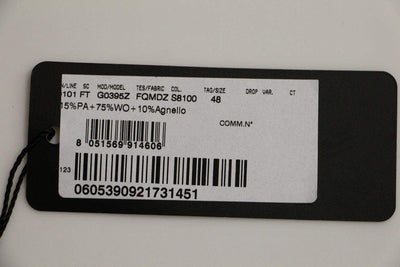 /LINE SC MOD/MODEL TES/FABRIC COL. TAG/SIZE DROP VAR. CT
101 FT G0395Z FQMDZ S8100 48
15%PA+75%WO+10%Agnello
COMM.N°
8 051569 914606
123
0605390921731451